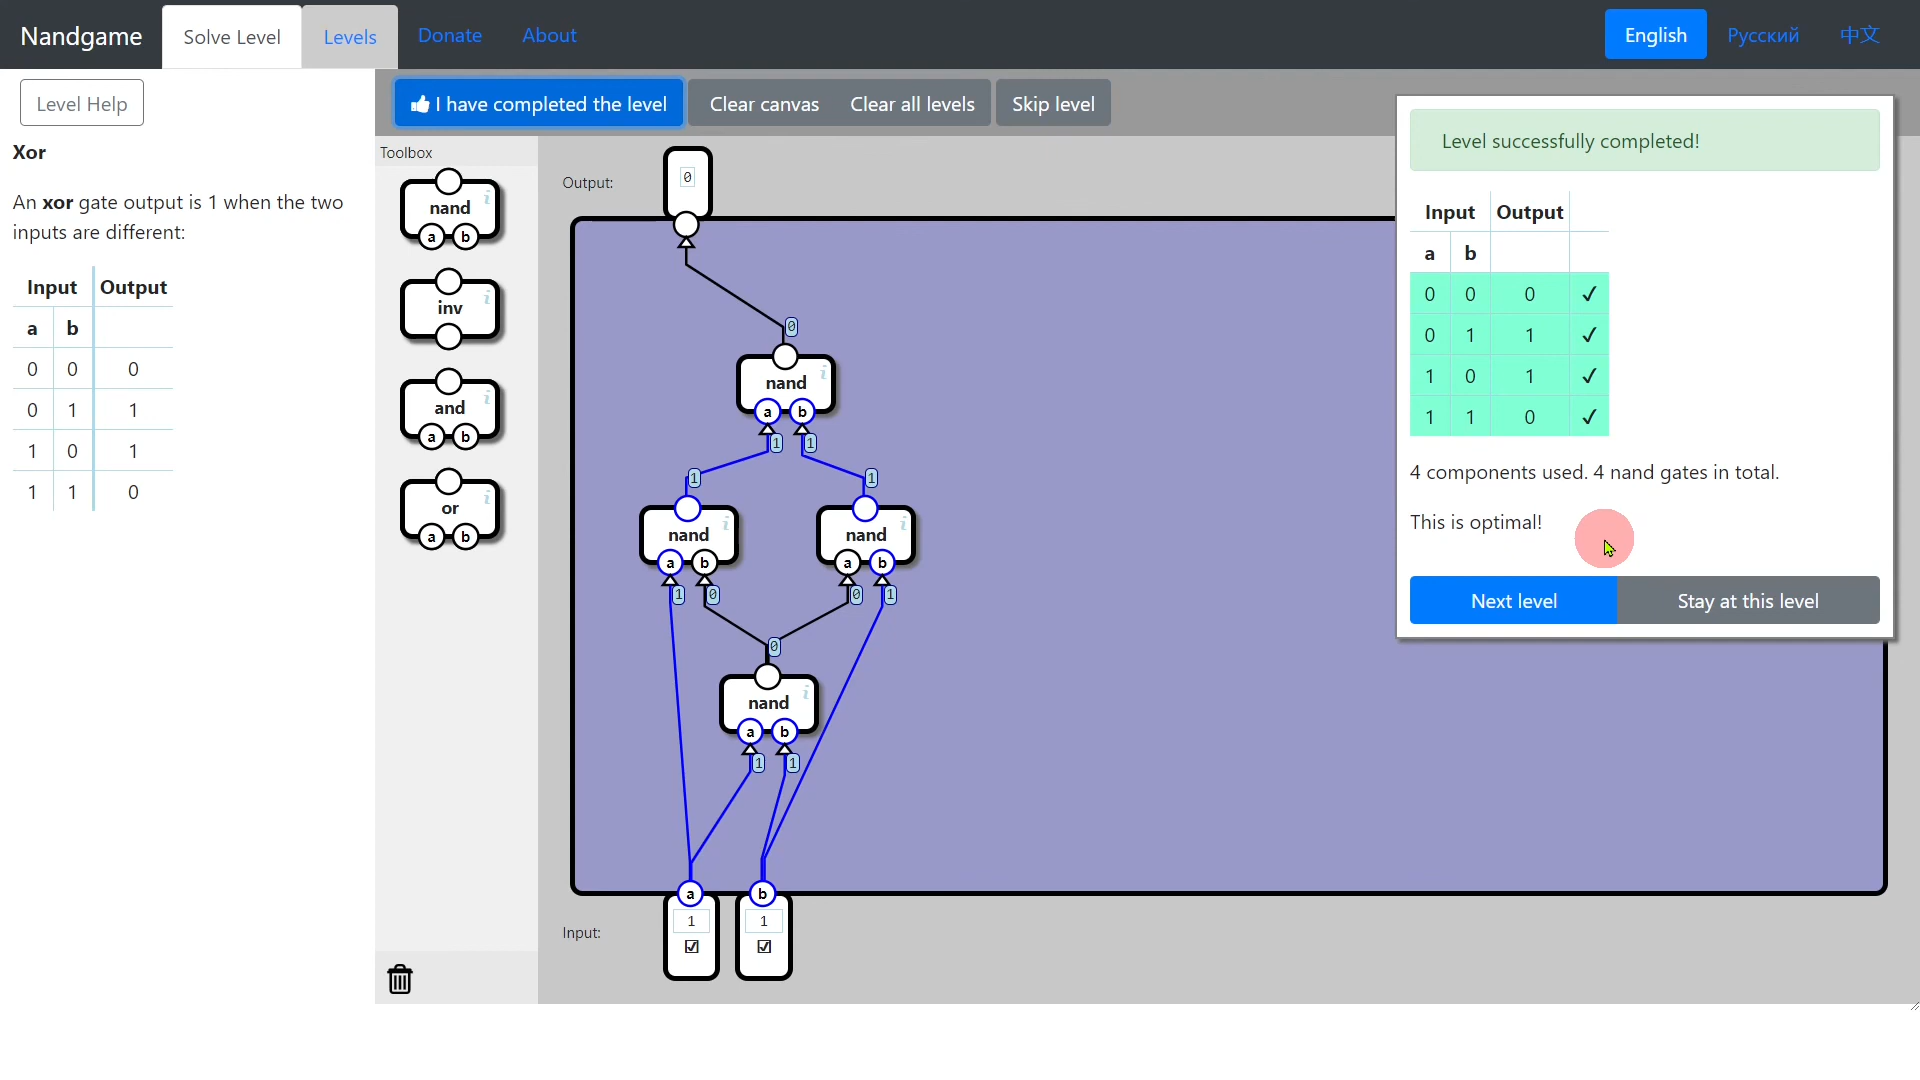 Nandgame
Solve Level
Levels
Donate
About
English
Русский
中文
Level Help
I have completed the level
Clear canvas
Clear all levels
Skip level
Xor
An xor gate output is 1 when the two
inputs are different:
Input Output
a b
0 0 0
0 1 1
1 0 1
1 1 0
Toolbox
nand
i
a b
inv
i
and
i
a b
or
i
a b
Output:
0
0
nand
i
a b
1 1
1 1
nand
i
a b
nand
i
a b
1 0 0 1
0
nand
i
a b
1 1
a b
Input:
1 1
Level successfully completed!
Input Output
a b
0 0 0 ✓
0 1 1 ✓
1 0 1 ✓
1 1 0 ✓
4 components used. 4 nand gates in total.
This is optimal!
Next level
Stay at this level